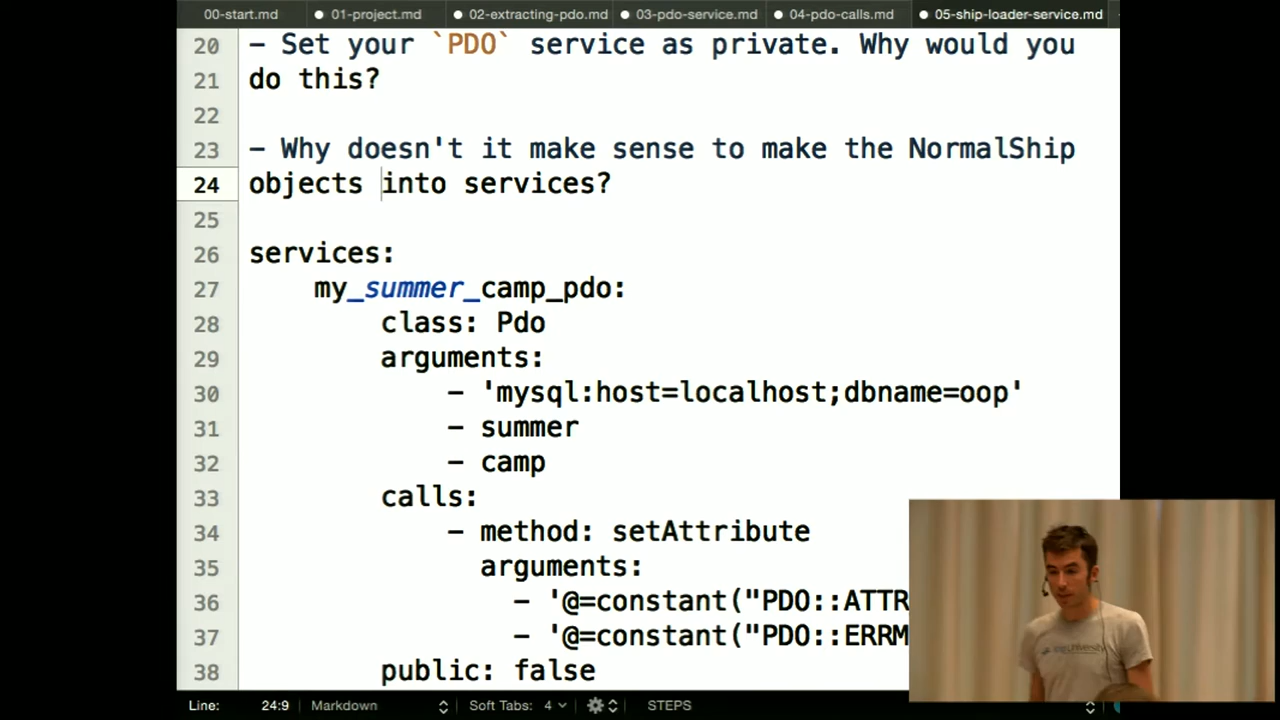 00-start.md
01-project.md
02-extracting-pdo.md
03-pdo-service.md
04-pdo-calls.md
05-ship-loader-service.md
20 - Set your `PDO` service as private. Why would you
21 do this?
22
23 - Why doesn't it make sense to make the NormalShip
24 objects into services?
25
26 services:
27 my_summer_camp_pdo:
28 class: Pdo
29 arguments:
30 - 'mysql:host=localhost;dbname=oop'
31 - summer
32 - camp
33 calls:
34 - method: setAttribute
35 arguments:
36 - '@=constant("PDO::ATTR
37 - '@=constant("PDO::ERRM
38 public: false
Line: 24:9 Markdown Soft Tabs: 4 STEPS